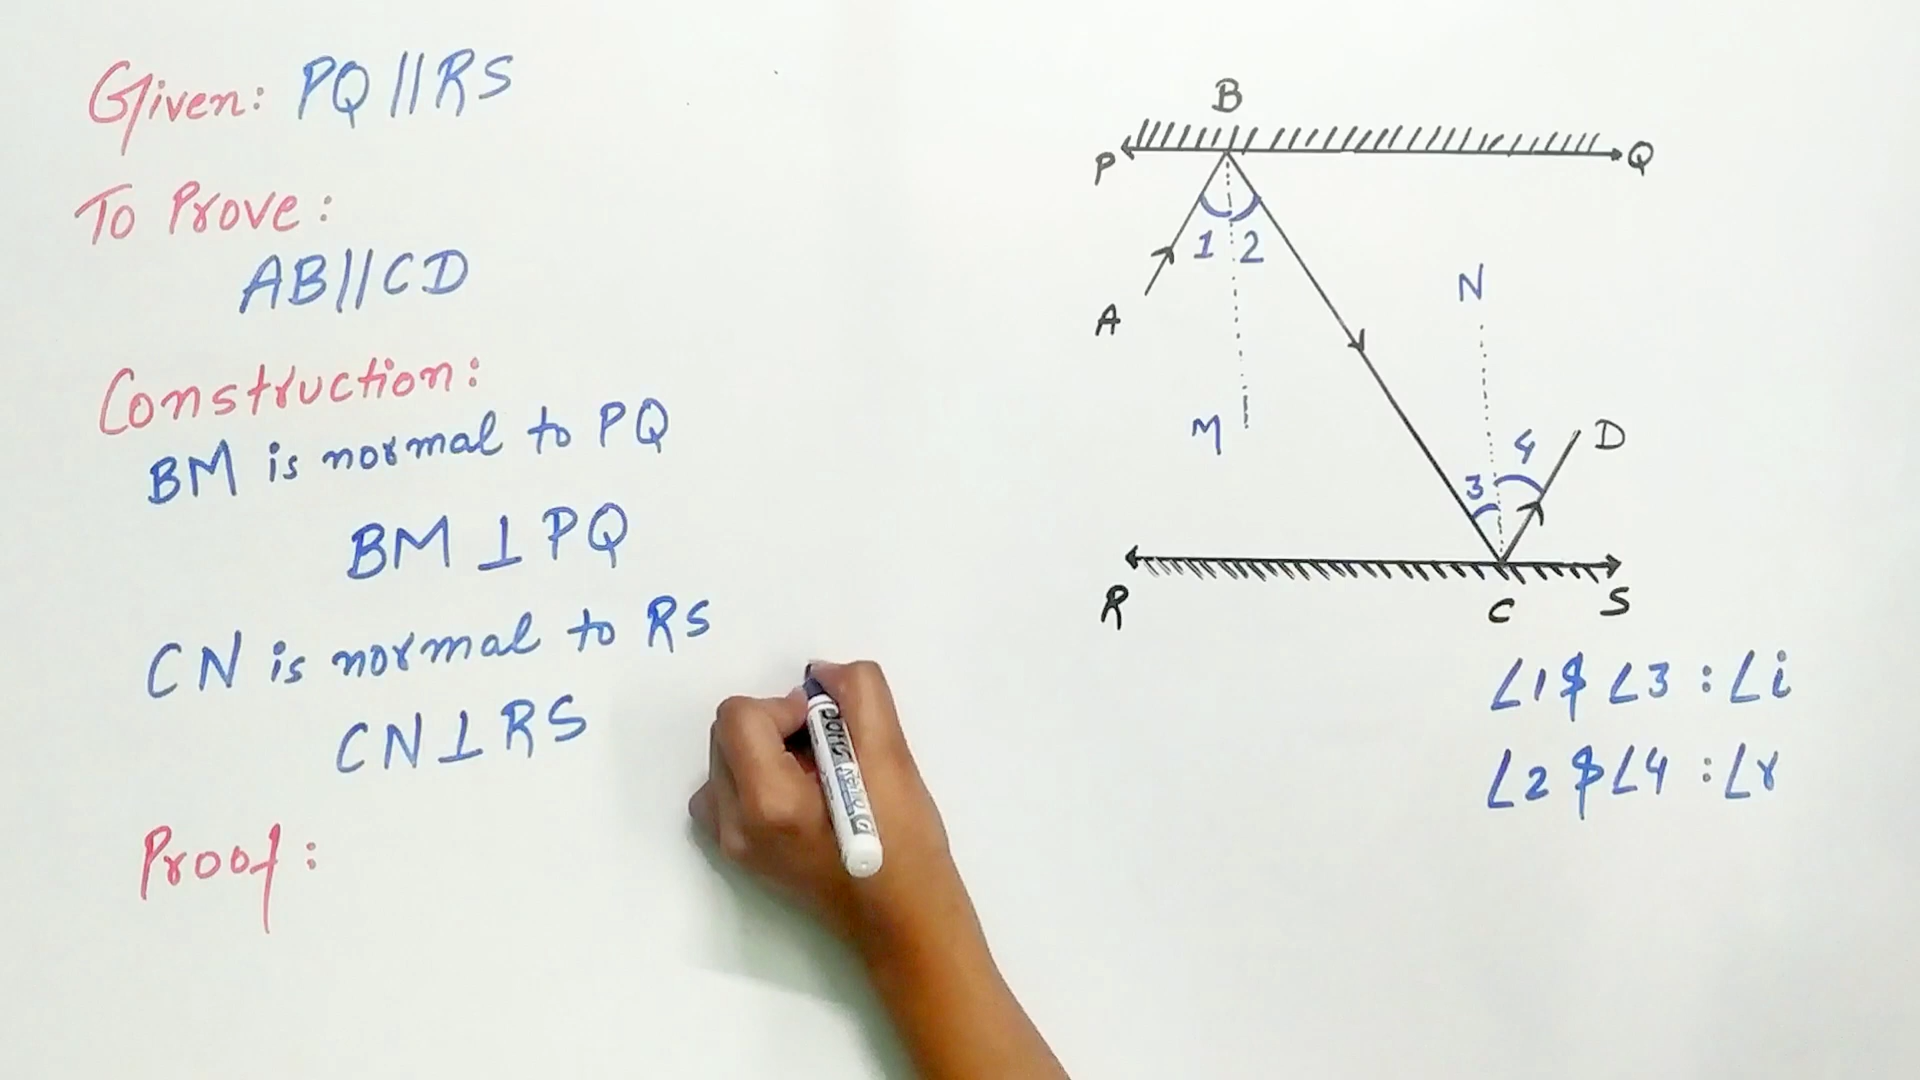 Given: PQ || RS
To Prove:
AB || CD
Construction:
BM is normal to PQ
BM ⊥ PQ
CN is normal to RS
CN ⊥ RS
Proof:
B
P Q
1 2
A
N
M
D
4
3
R C S
∠1 & ∠3 : ∠i
∠2 & ∠4 : ∠r